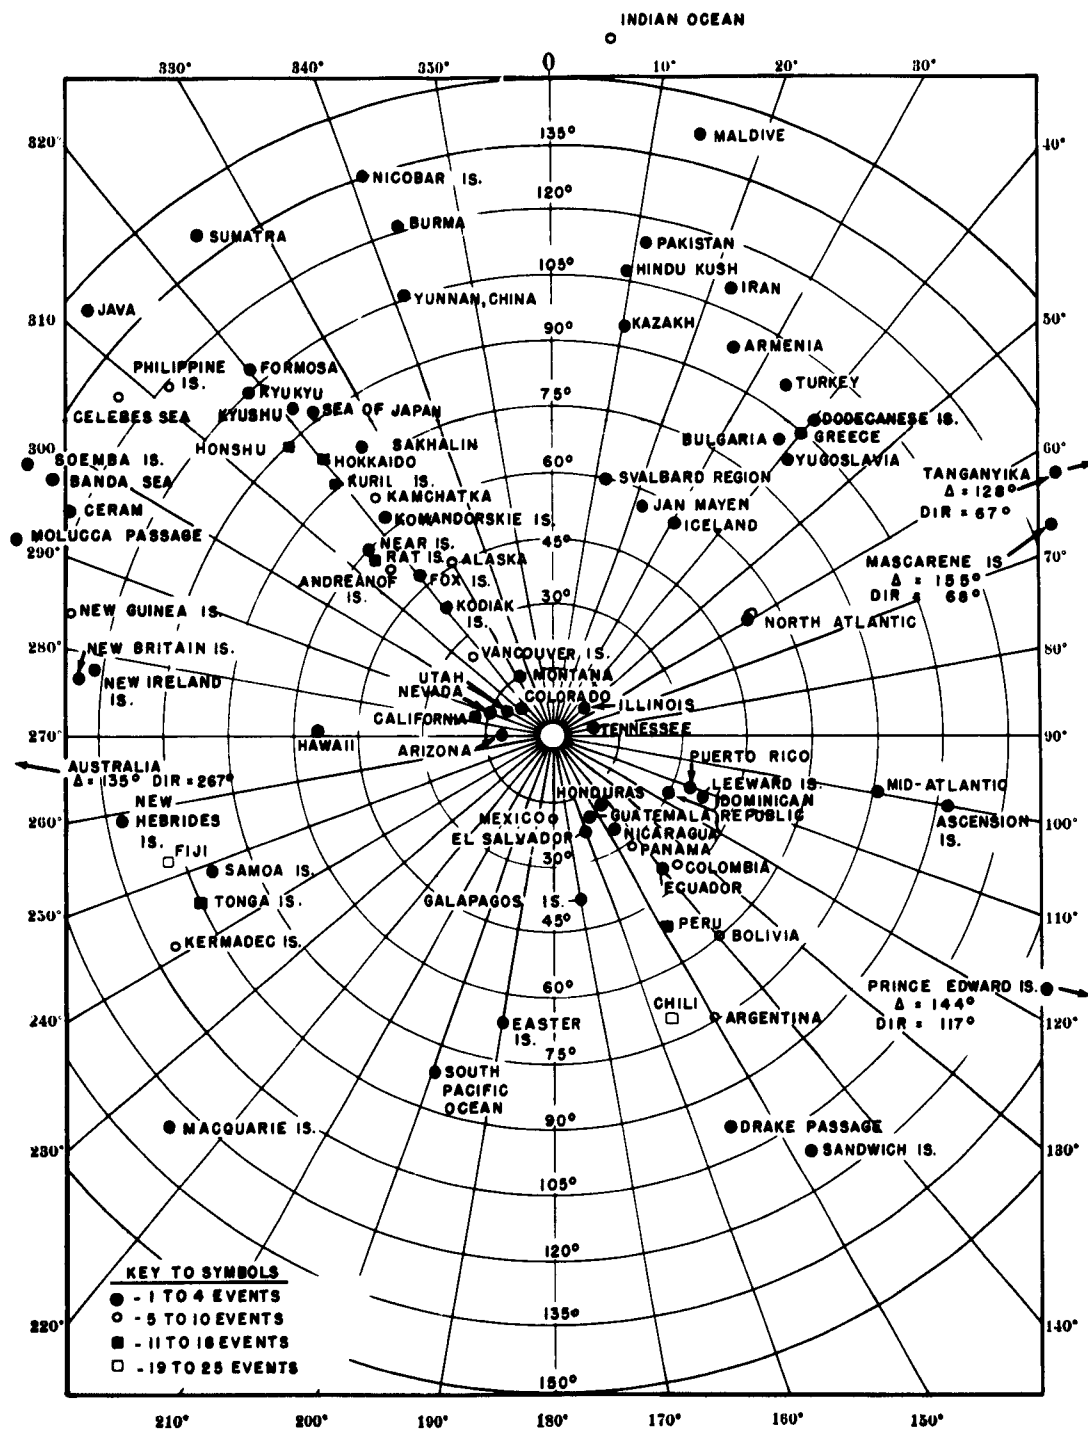 INDIAN OCEAN
330° 340° 350° 0 10° 20° 30°
135°
MALDIVE
320° 40°
NICOBAR IS.
120°
BURMA
SUMATRA
PAKISTAN
105°
HINDU KUSH
IRAN
YUNNAN, CHINA
JAVA
310 50°
KAZAKH
90°
ARMENIA
PHILIPPINE
IS.
FORMOSA
TURKEY
KYUKYU
75°
CELEBES SEA
KYUSHU
SEA OF JAPAN
DODECANESE IS.
BULGARIA
GREECE
300 60°
HONSHU
SAKHALIN
SOEMBA IS.
HOKKAIDO
YUGOSLAVIA
60°
TANGANYIKA
Δ = 128°
DIR = 67°
BANDA SEA
KURIL IS.
SVALBARD REGION
KAMCHATKA
CERAM
JAN MAYEN
KOMANDORSKIE IS.
ICELAND
MOLUCCA PASSAGE
NEAR IS.
45°
290° 70°
RAT IS.
ALASKA
MASCARENE IS
Δ = 155°
DIR = 68°
ANDREANOF
IS.
FOX IS.
30°
NEW GUINEA IS.
KODIAK
IS.
NORTH ATLANTIC
280° 80°
NEW BRITAIN IS.
VANCOUVER IS.
NEW IRELAND
IS.
UTAH
MONTANA
NEVADA
COLORADO
ILLINOIS
CALIFORNIA
TENNESSEE
270° 90°
HAWAII
ARIZONA
PUERTO RICO
AUSTRALIA
Δ = 135° DIR = 267°
LEEWARD IS.
MID-ATLANTIC
NEW
HEBRIDES
IS.
HONDURAS
DOMINICAN
REPUBLIC
ASCENSION
IS.
260° 100°
MEXICO
GUATEMALA
EL SALVADOR
NICARAGUA
FIJI
PANAMA
30°
SAMOA IS.
COLOMBIA
ECUADOR
TONGA IS.
GALAPAGOS IS.
250° 110°
45°
PERU
KERMADEC IS.
BOLIVIA
60°
PRINCE EDWARD IS.
Δ = 144°
DIR = 117°
CHILI
240° 120°
EASTER
IS.
ARGENTINA
75°
SOUTH
PACIFIC
OCEAN
90°
MACQUARIE IS.
DRAKE PASSAGE
230° 130°
SANDWICH IS.
105°
120°
KEY TO SYMBOLS
- 1 TO 4 EVENTS
- 5 TO 10 EVENTS
- 11 TO 18 EVENTS
- 19 TO 25 EVENTS
135°
220° 140°
150°
210° 200° 190° 180° 170° 160° 150°